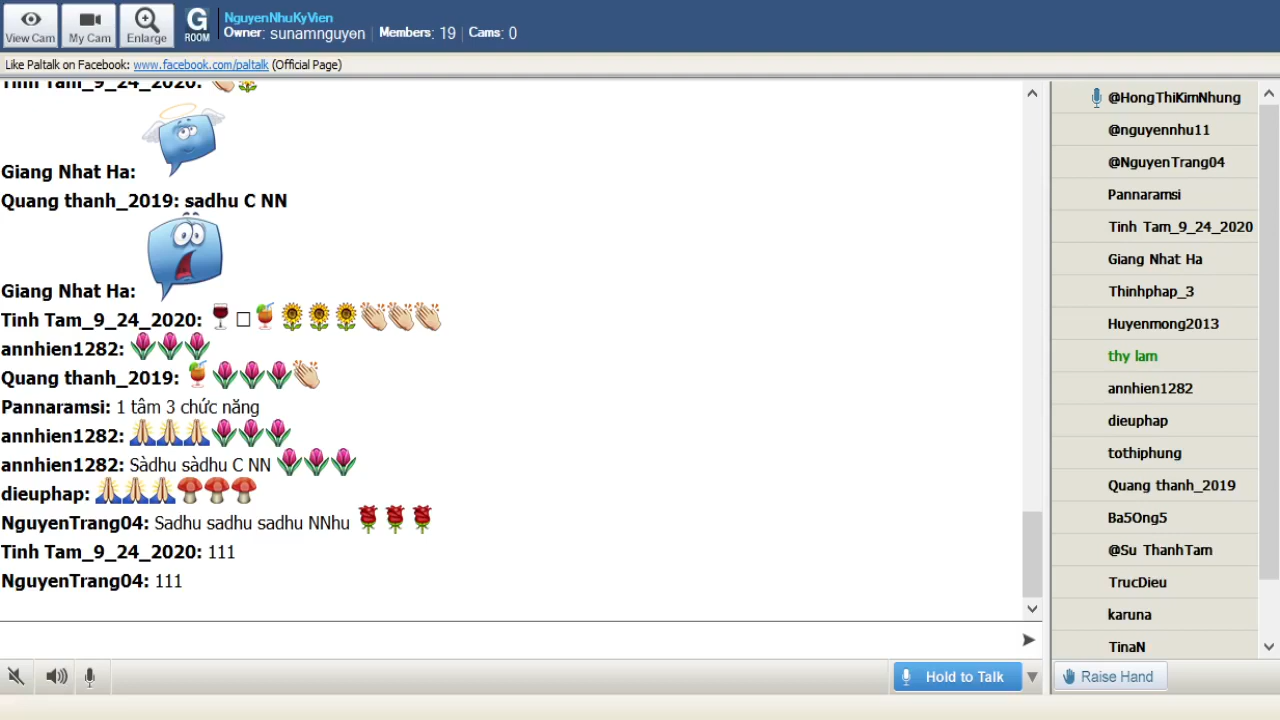 View Cam
My Cam
Enlarge
G
ROOM
NguyenNhuKyVien
Owner: sunamnguyen | Members: 19 | Cams: 0
Like Paltalk on Facebook: www.facebook.com/paltalk (Official Page)
Tinh Tam_9_24_2020:
Giang Nhat Ha:
Quang thanh_2019: sadhu C NN
Giang Nhat Ha:
Tinh Tam_9_24_2020:
annhien1282:
Quang thanh_2019:
Pannaramsi: 1 tâm 3 chức năng
annhien1282:
annhien1282: Sàdhu sàdhu C NN
dieuphap:
NguyenTrang04: Sadhu sadhu sadhu NNhu
Tinh Tam_9_24_2020: 111
NguyenTrang04: 111
@HongThiKimNhung
@nguyennhu11
@NguyenTrang04
Pannaramsi
Tinh Tam_9_24_2020
Giang Nhat Ha
Thinhphap_3
Huyenmong2013
thy lam
annhien1282
dieuphap
tothiphung
Quang thanh_2019
Ba5Ong5
@Su ThanhTam
TrucDieu
karuna
TinaN
Hold to Talk
Raise Hand